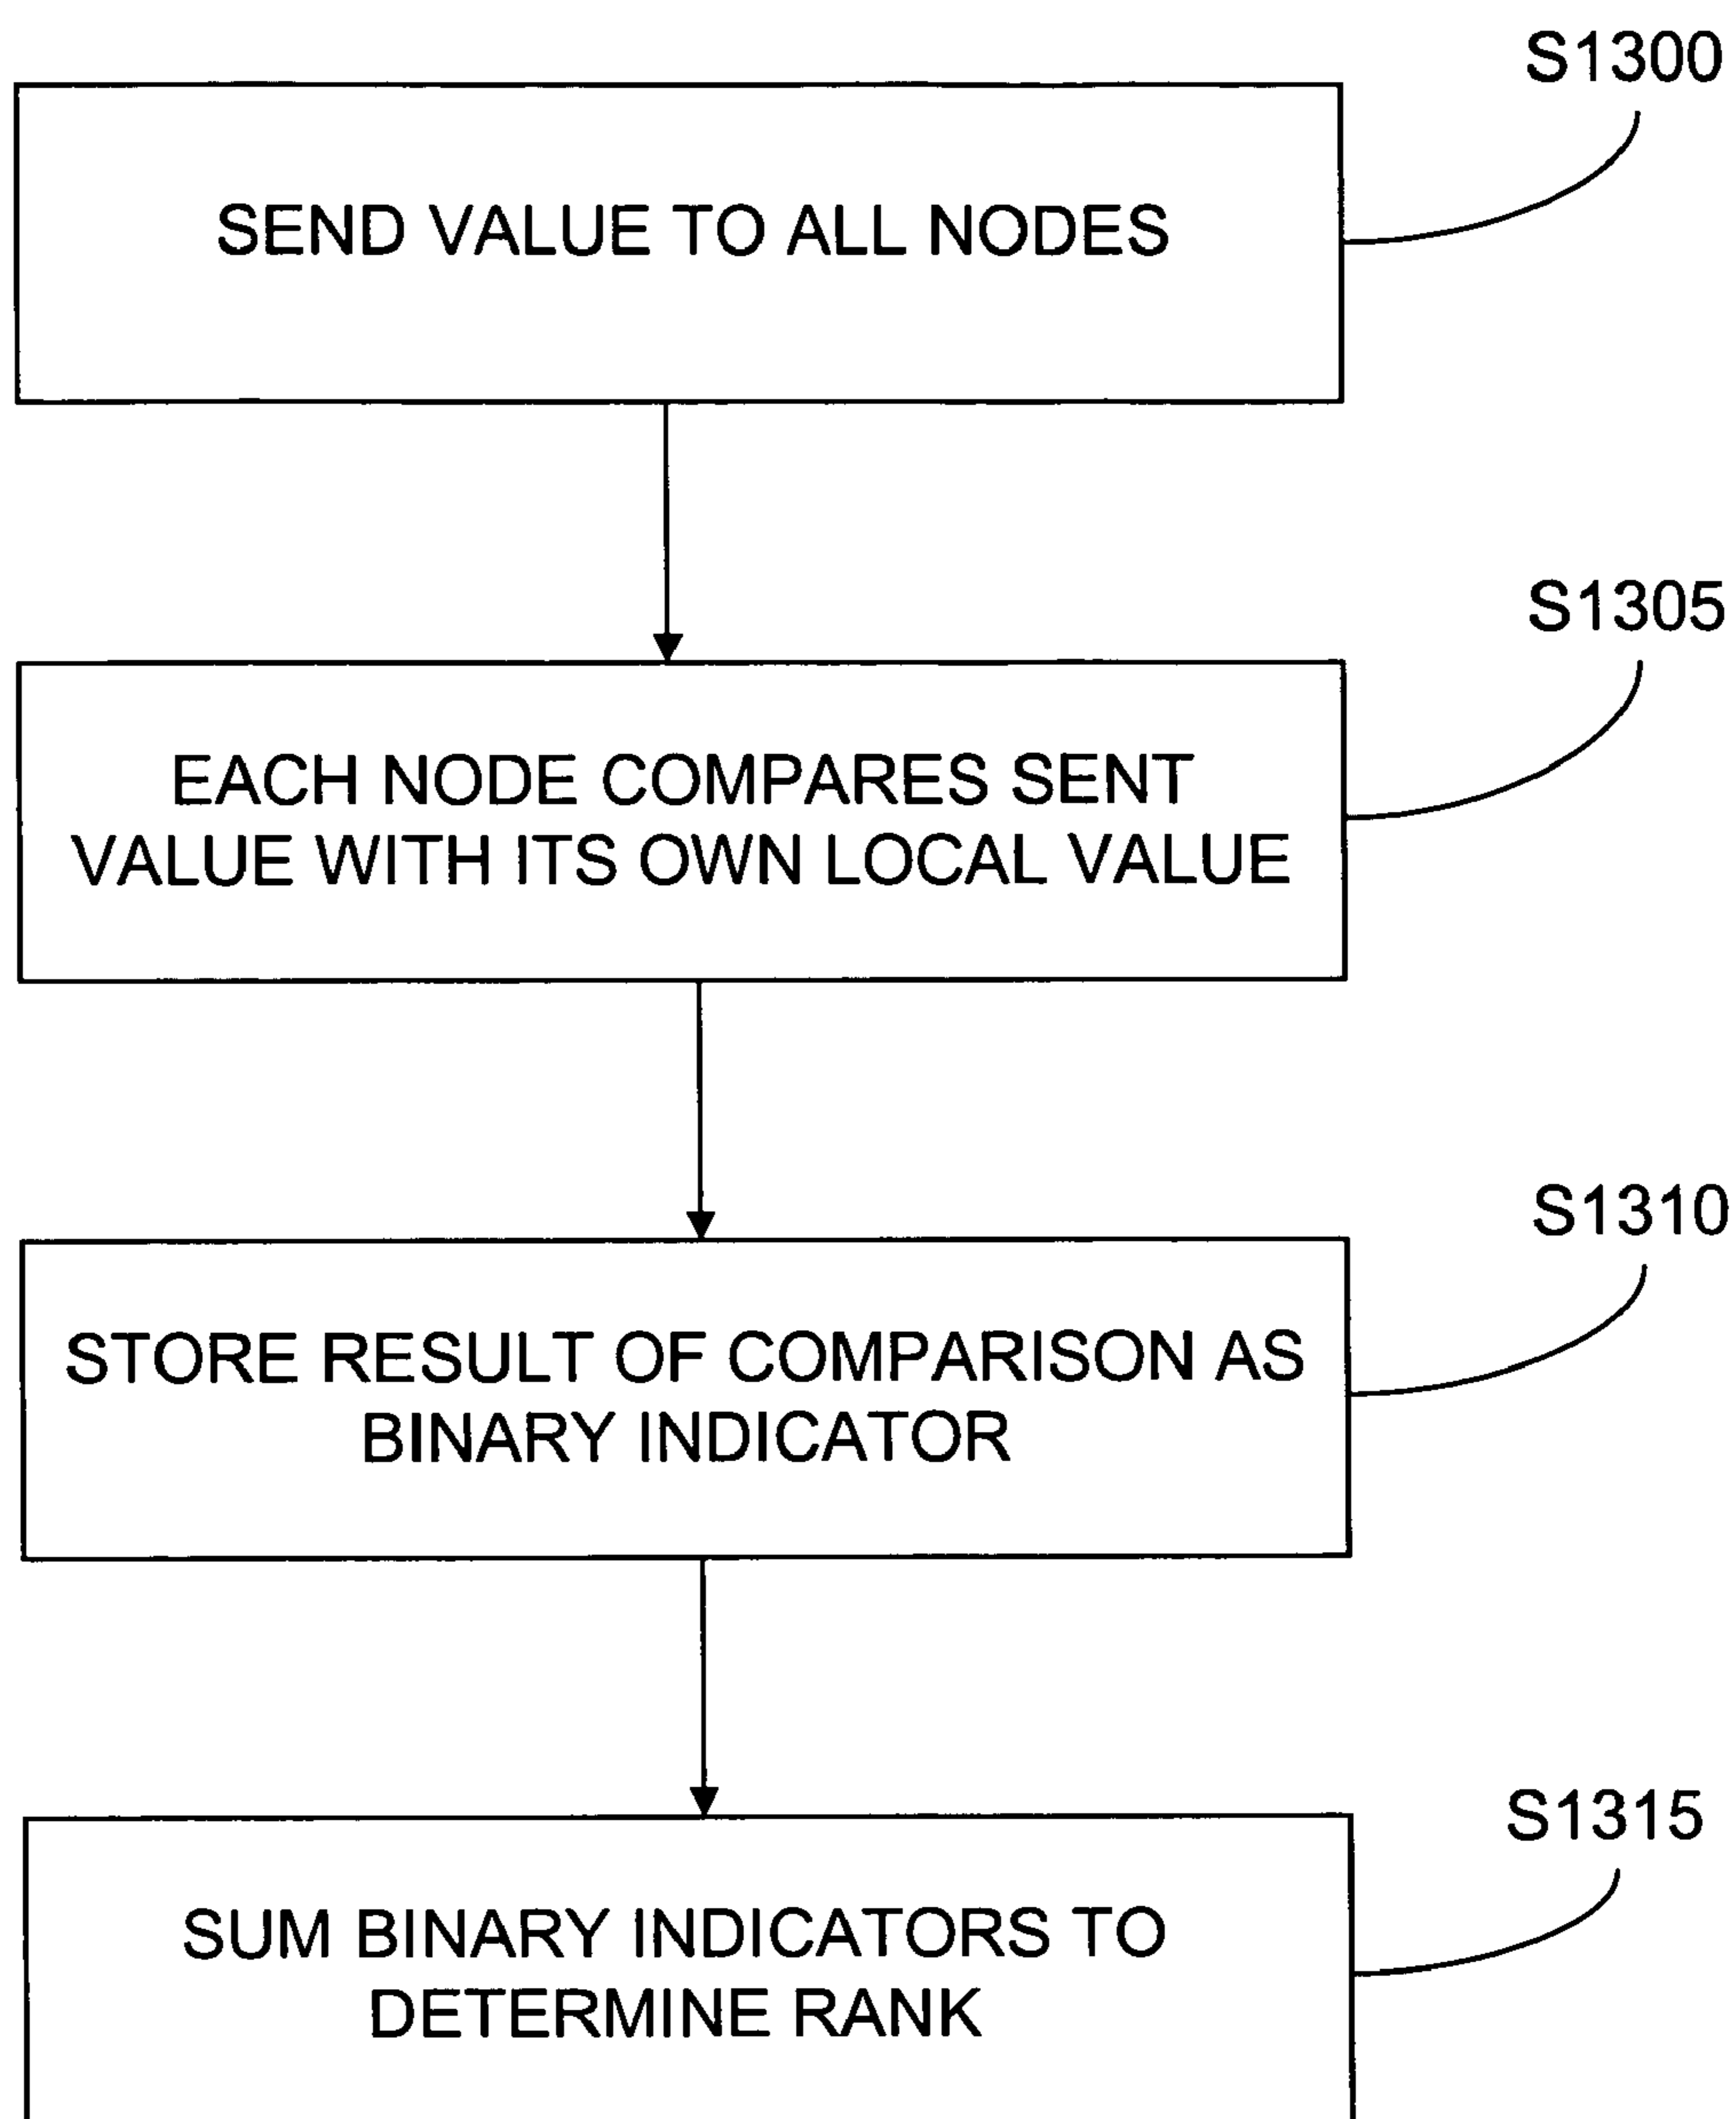 S1300
SEND VALUE TO ALL NODES
S1305
EACH NODE COMPARES SENT
VALUE WITH ITS OWN LOCAL VALUE
S1310
STORE RESULT OF COMPARISON AS
BINARY INDICATOR
S1315
SUM BINARY INDICATORS TO
DETERMINE RANK